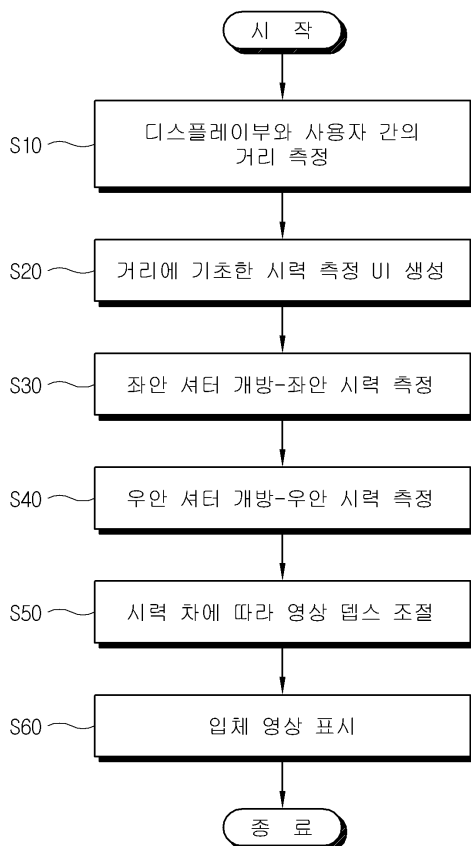 시 작
S10 디스플레이부와 사용자 간의
거리 측정
S20 거리에 기초한 시력 측정 UI 생성
S30 좌안 셔터 개방-좌안 시력 측정
S40 우안 셔터 개방-우안 시력 측정
S50 시력 차에 따라 영상 뎁스 조절
S60 입체 영상 표시
종 료